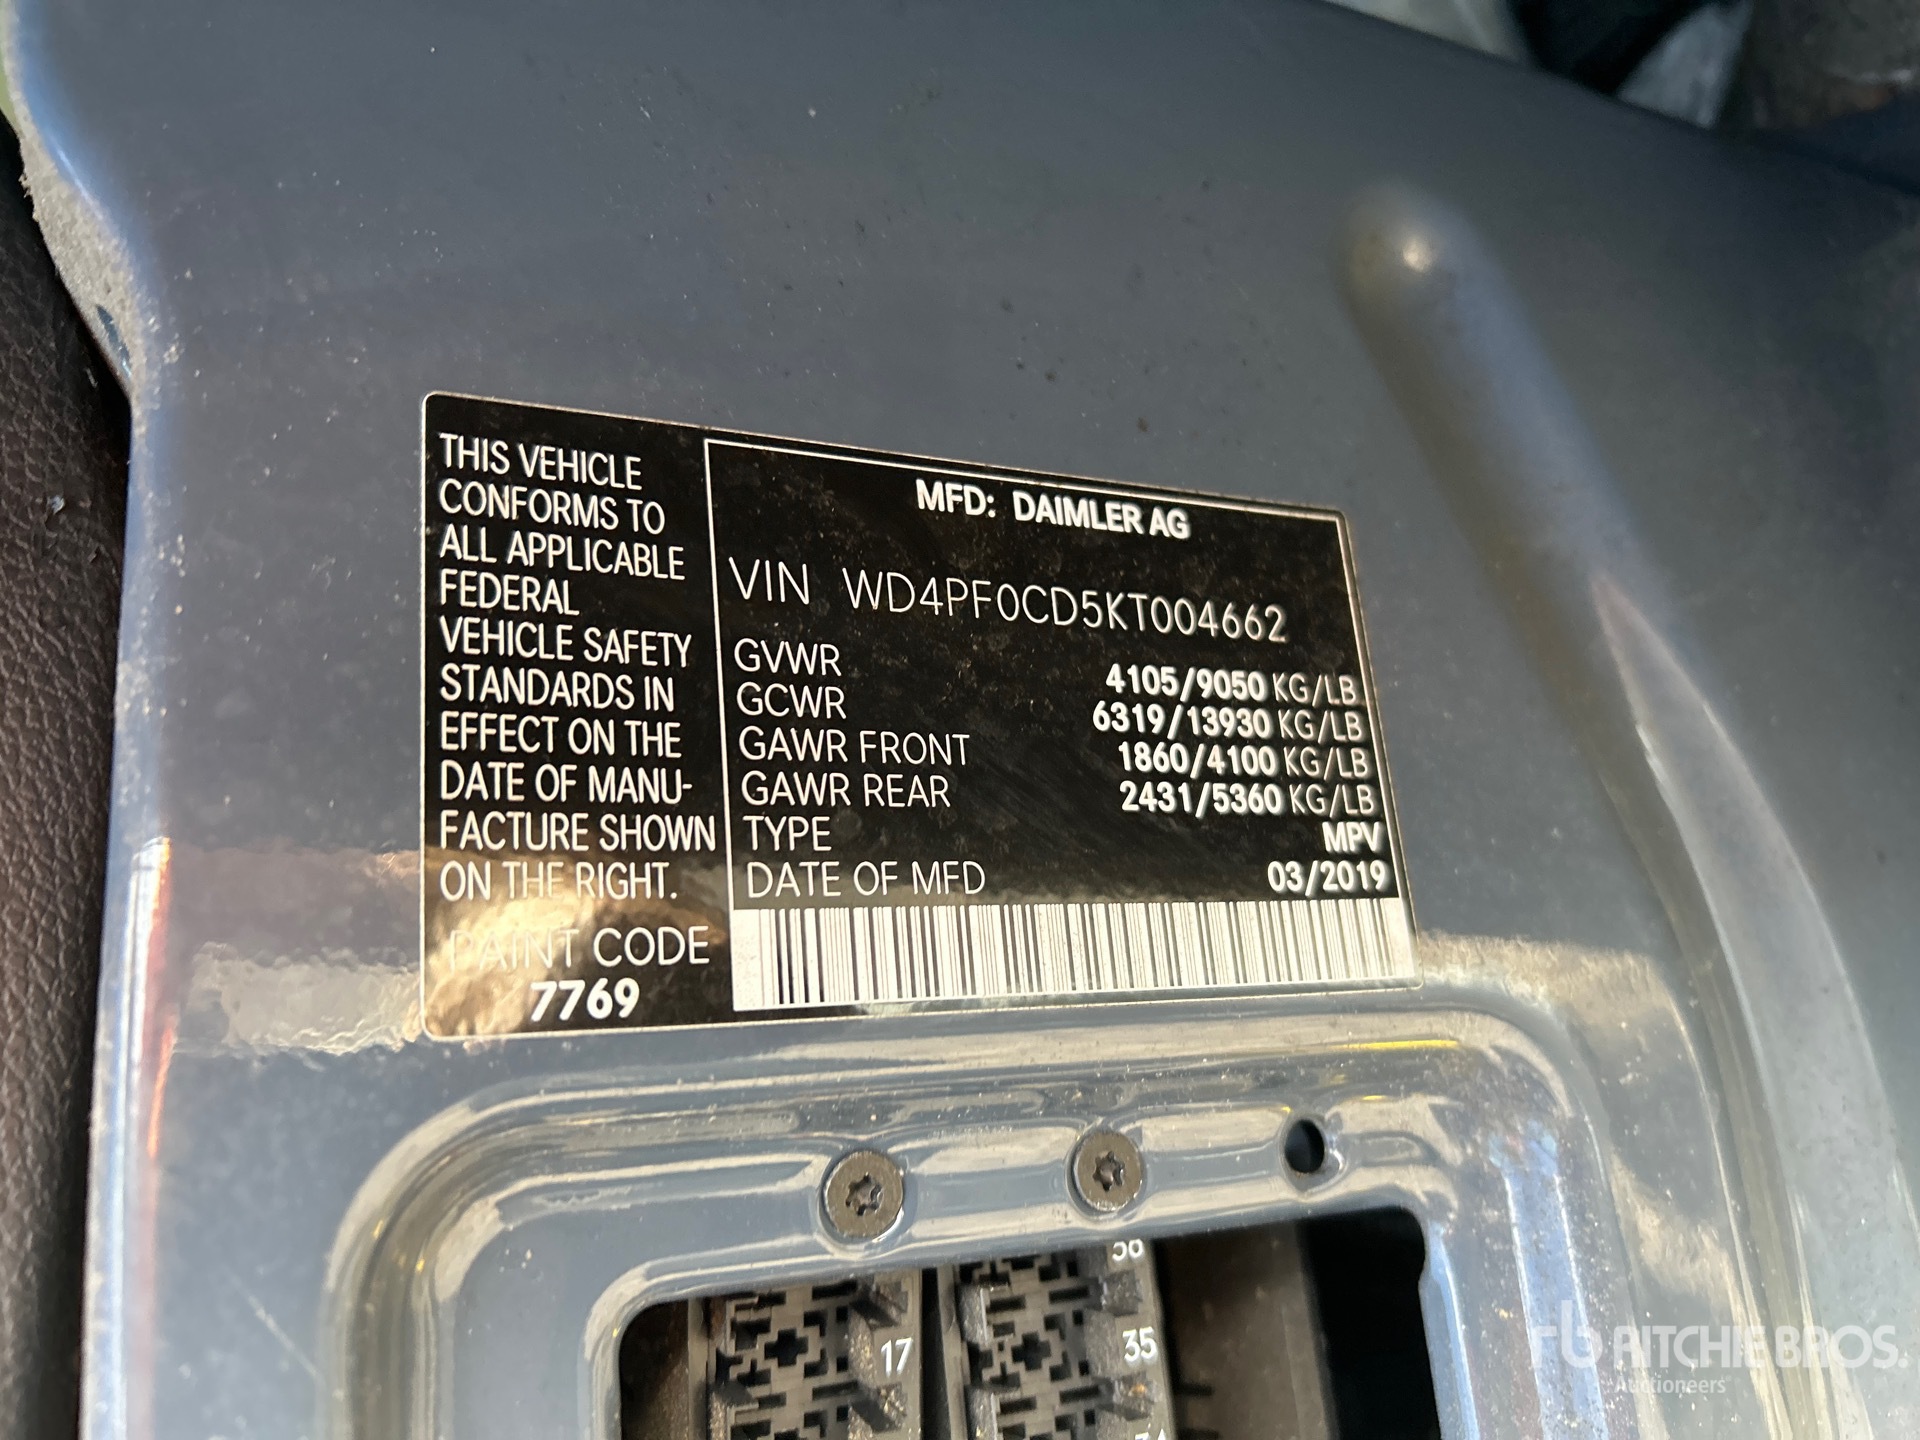 THIS VEHICLE
CONFORMS TO
ALL APPLICABLE
FEDERAL
VEHICLE SAFETY
STANDARDS IN
EFFECT ON THE
DATE OF MANU-
FACTURE SHOWN
ON THE RIGHT.
PAINT CODE
7769
MFD: DAIMLER AG
VIN WD4PF0CD5KT004662
GVWR 4105/9050 KG/LB
GCWR 6319/13930 KG/LB
GAWR FRONT 1860/4100 KG/LB
GAWR REAR 2431/5360 KG/LB
TYPE MPV
DATE OF MFD 03/2019
17
35
rb RITCHIE BROS.
Auctioneers